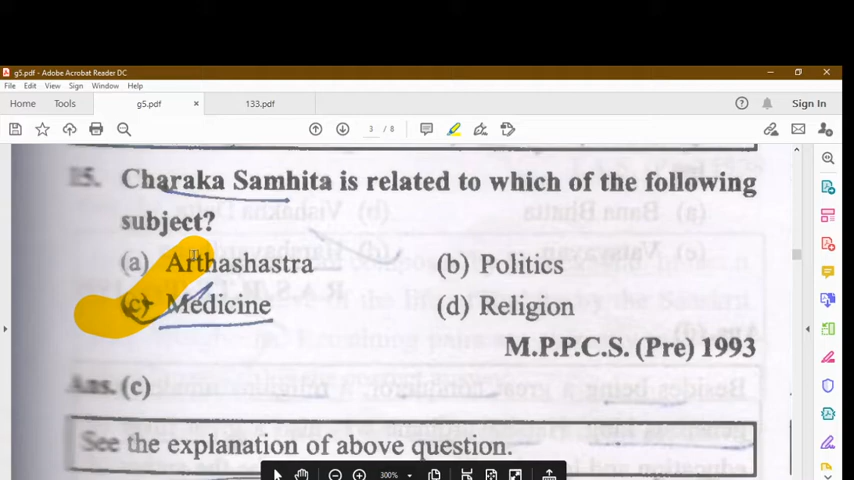 g5.pdf - Adobe Acrobat Reader DC
File Edit View Sign Window Help
Home Tools g5.pdf × 133.pdf Sign In
3 / 8
15. Charaka Samhita is related to which of the following
subject?
(a) Arthashastra (b) Politics
(c) Medicine (d) Religion
M.P.P.C.S. (Pre) 1993
Ans. (c)
See the explanation of above question.
300%